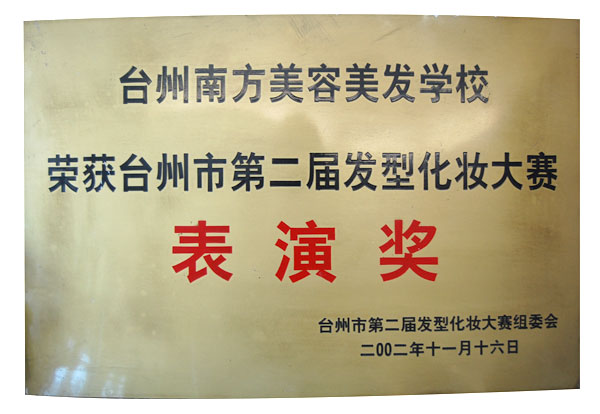 台州南方美容美发学校
荣获台州市第二届发型化妆大赛
表演奖
台州市第二届发型化妆大赛组委会
二00二年十一月十六日